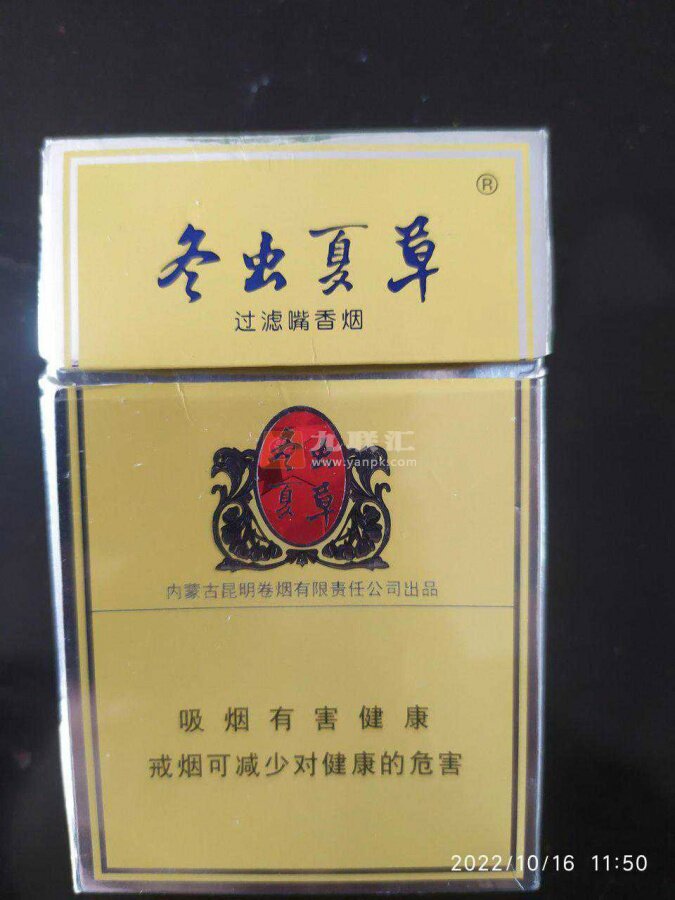 ®
冬虫夏草
过滤嘴香烟
冬虫
夏草
九联汇
www.yanpk.com
内蒙古昆明卷烟有限责任公司出品
吸烟有害健康
戒烟可减少对健康的危害
2022/10/16 11:50